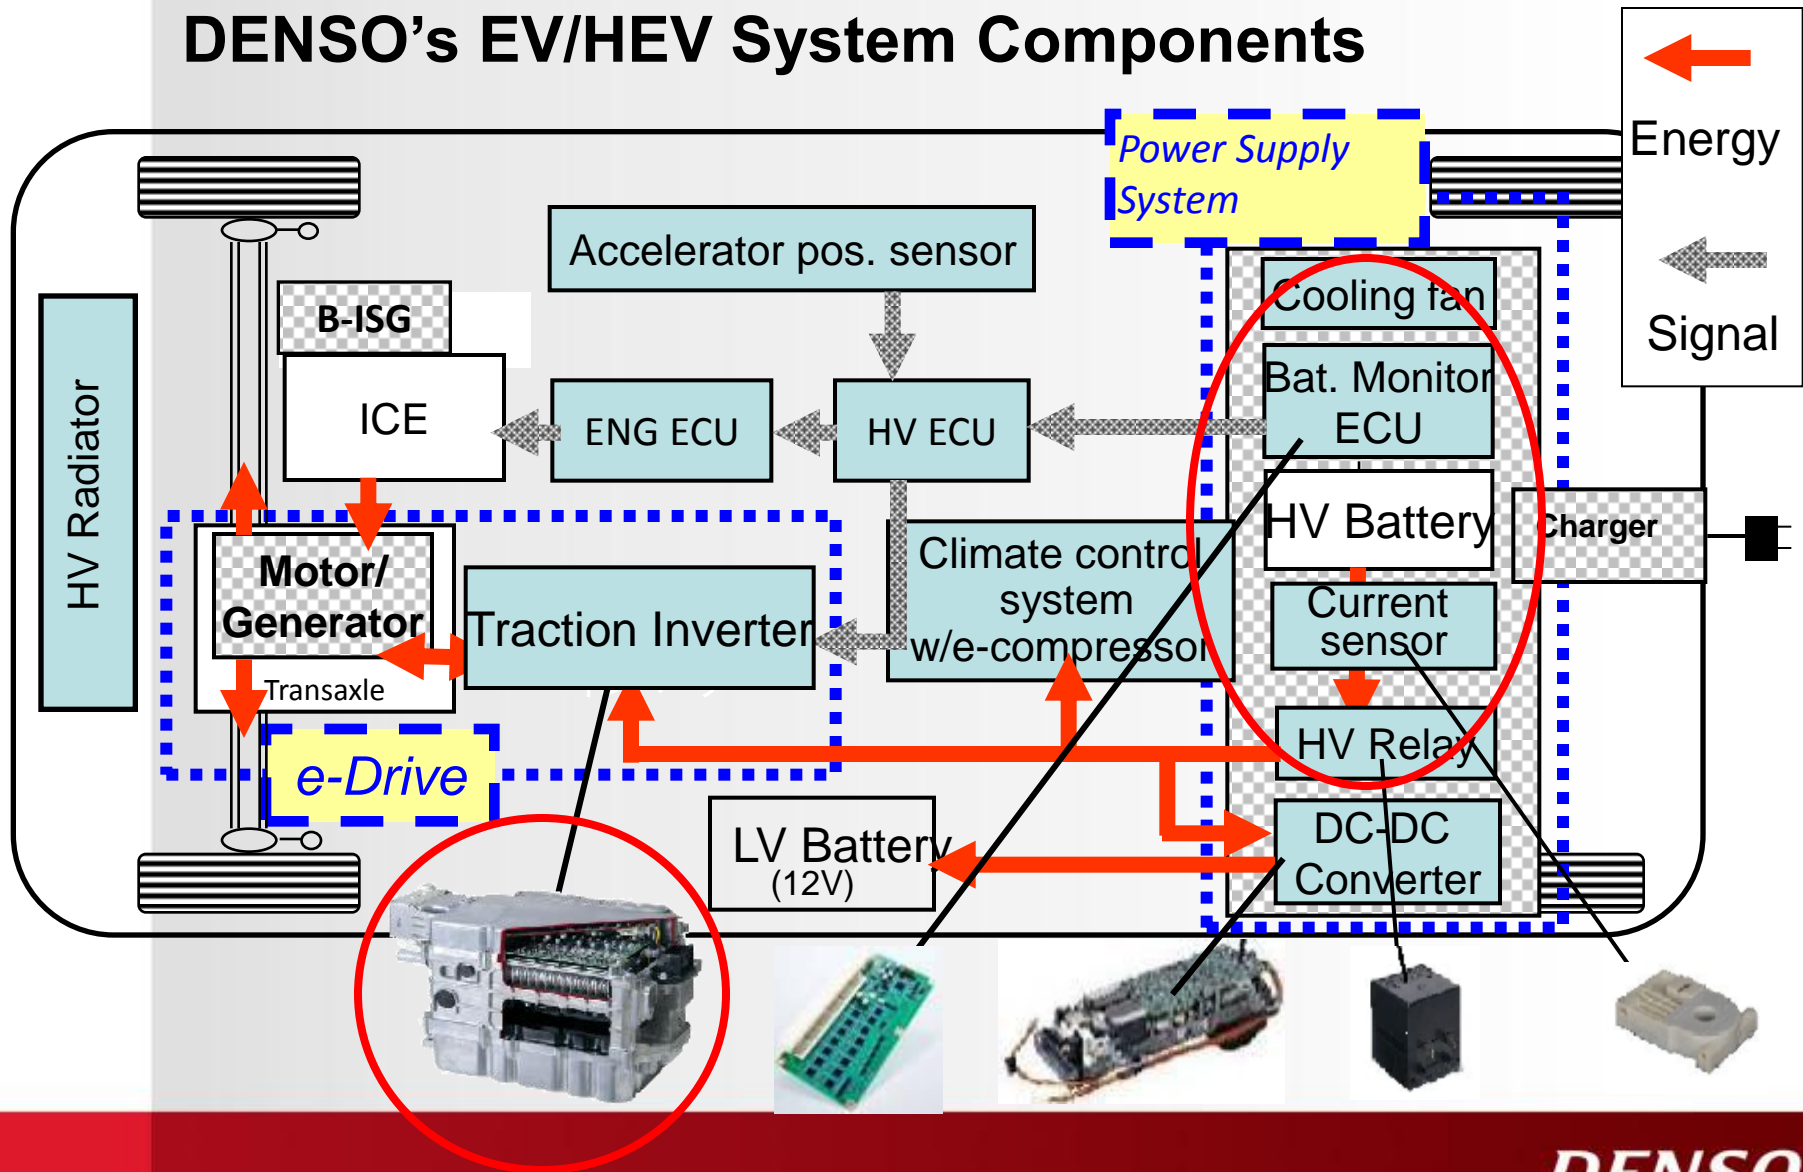 DENSO's EV/HEV System Components
Energy
Signal
Power Supply
System
Accelerator pos. sensor
Cooling fan
B-ISG
HV Radiator
ICE
ENG ECU
HV ECU
Bat. Monitor
ECU
HV Battery
Charger
Motor/
Generator
Transaxle
Traction Inverter
Climate control
system
w/e-compressor
Current
sensor
HV Relay
e-Drive
LV Battery
(12V)
DC-DC
Converter
DENSO